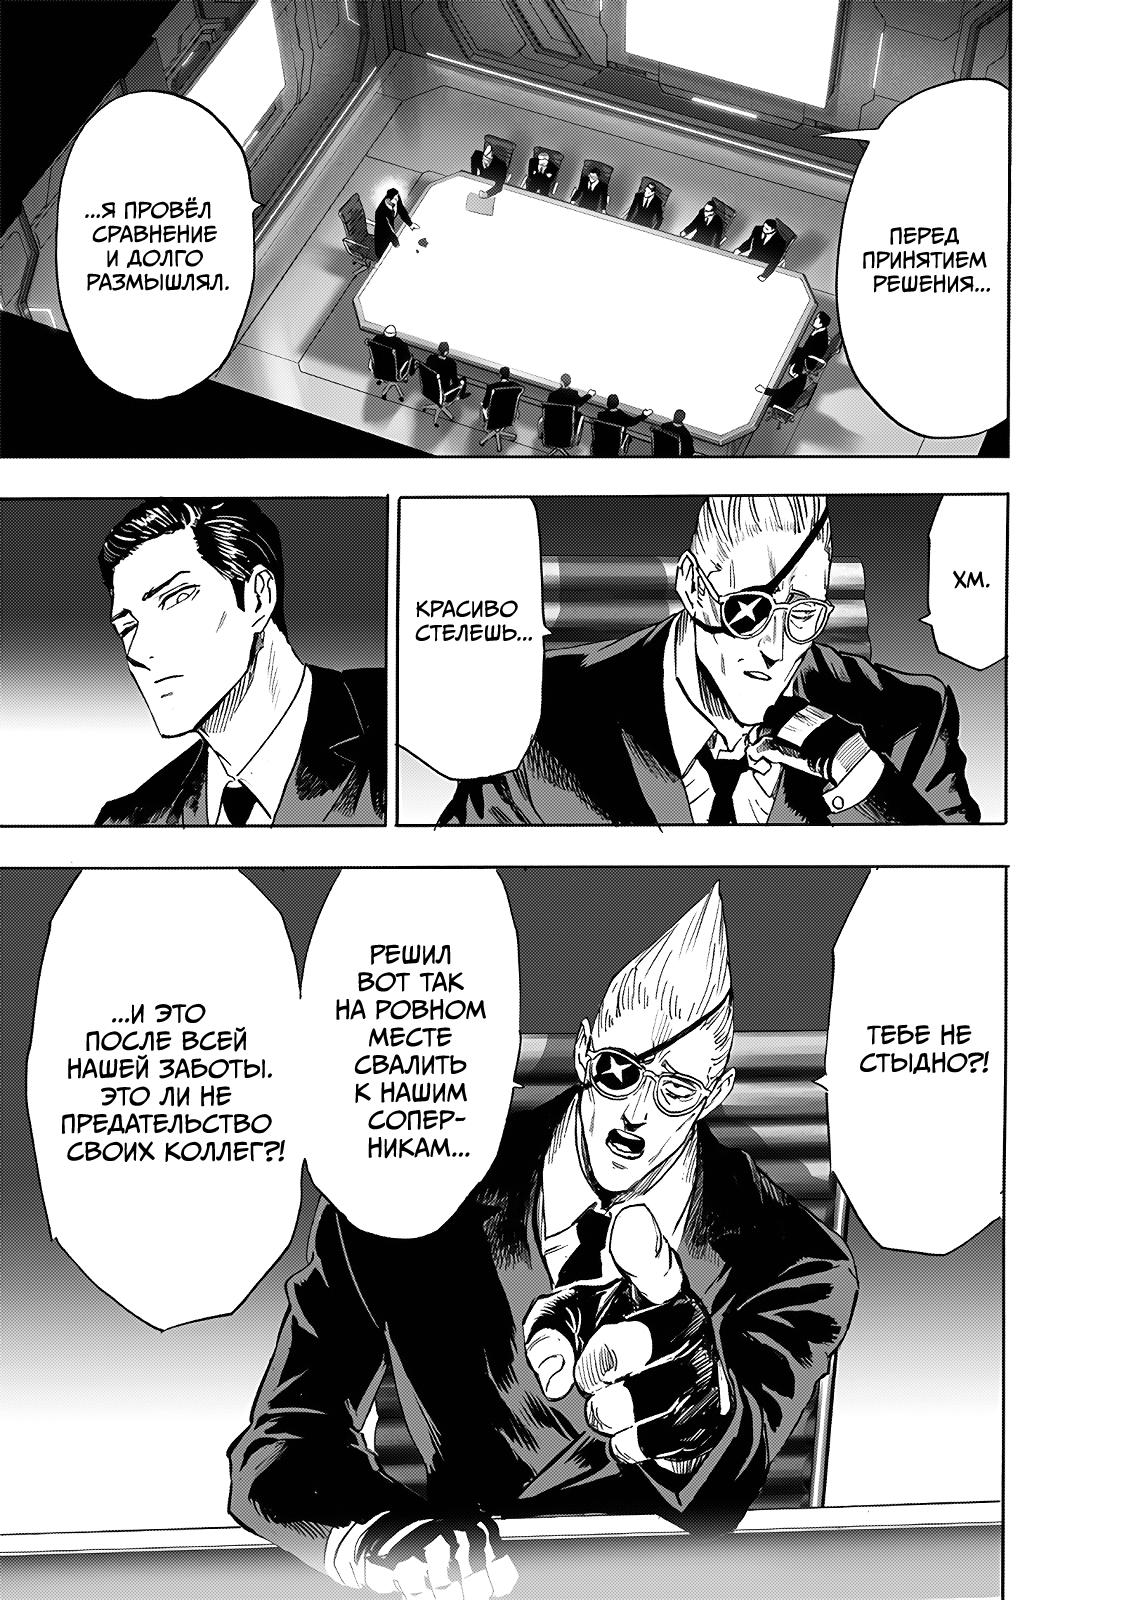 ПЕРЕД
ПРИНЯТИЕМ
РЕШЕНИЯ...
...Я ПРОВЁЛ
СРАВНЕНИЕ
И ДОЛГО
РАЗМЫШЛЯЛ.
ХМ.
КРАСИВО
СТЕЛЕШЬ...
ТЕБЕ НЕ
СТЫДНО?!
РЕШИЛ
ВОТ ТАК
НА РОВНОМ
МЕСТЕ
СВАЛИТЬ
К НАШИМ
СОПЕР-
НИКАМ...
...И ЭТО
ПОСЛЕ ВСЕЙ
НАШЕЙ ЗАБОТЫ.
ЭТО ЛИ НЕ
ПРЕДАТЕЛЬСТВО
СВОИХ КОЛЛЕГ?!